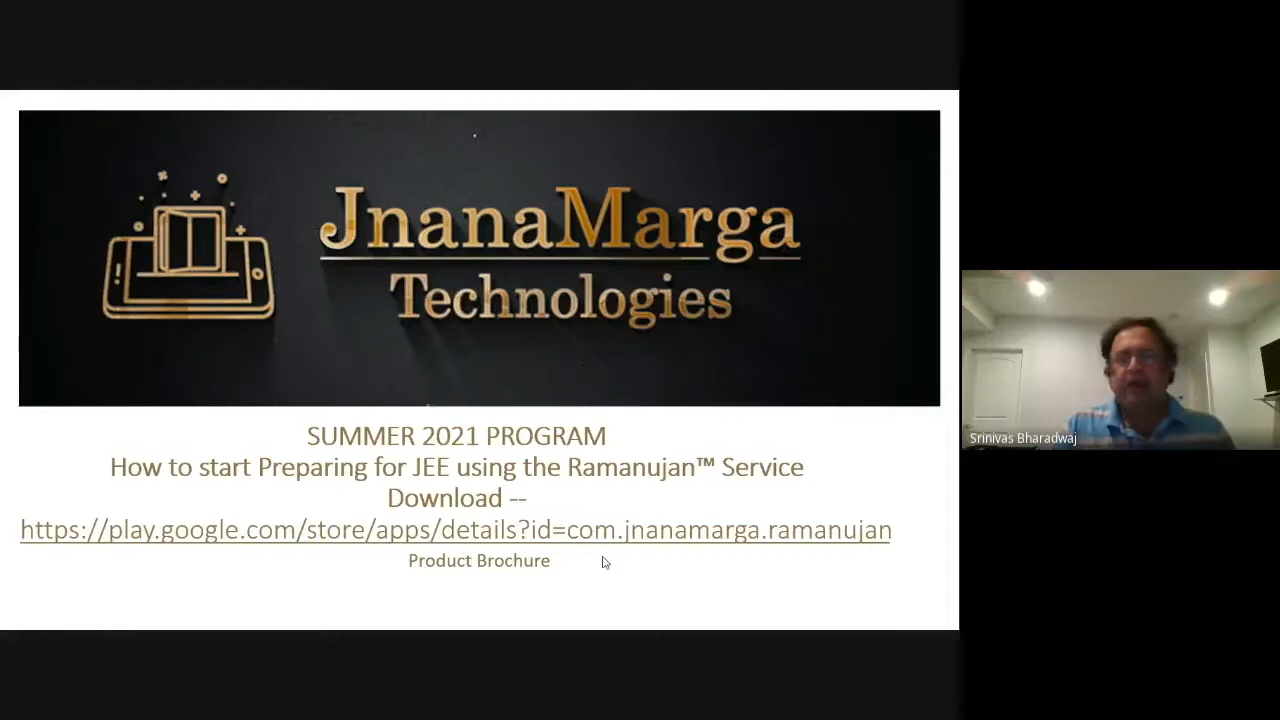 JnanaMarga
Technologies
SUMMER 2021 PROGRAM
How to start Preparing for JEE using the Ramanujan™ Service
Download --
https://play.google.com/store/apps/details?id=com.jnanamarga.ramanujan
Product Brochure
Srinivas Bharadwaj